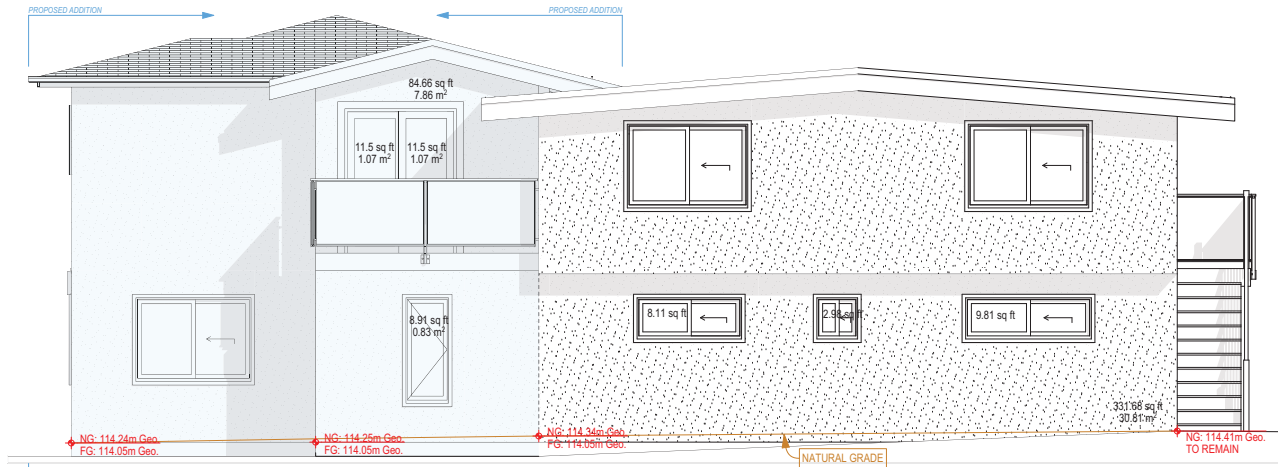 PROPOSED ADDITION
PROPOSED ADDITION
84.66 sq ft
7.86 m²
11.5 sq ft
1.07 m²
11.5 sq ft
1.07 m²
8.91 sq ft
0.83 m²
8.11 sq ft
2.98 sq ft
9.81 sq ft
331.68 sq ft
30.81 m²
NG: 114.24m Geo.
FG: 114.05m Geo.
NG: 114.25m Geo.
FG: 114.05m Geo.
NG: 114.34m Geo.
FG: 114.05m Geo.
NG: 114.41m Geo.
TO REMAIN
NATURAL GRADE